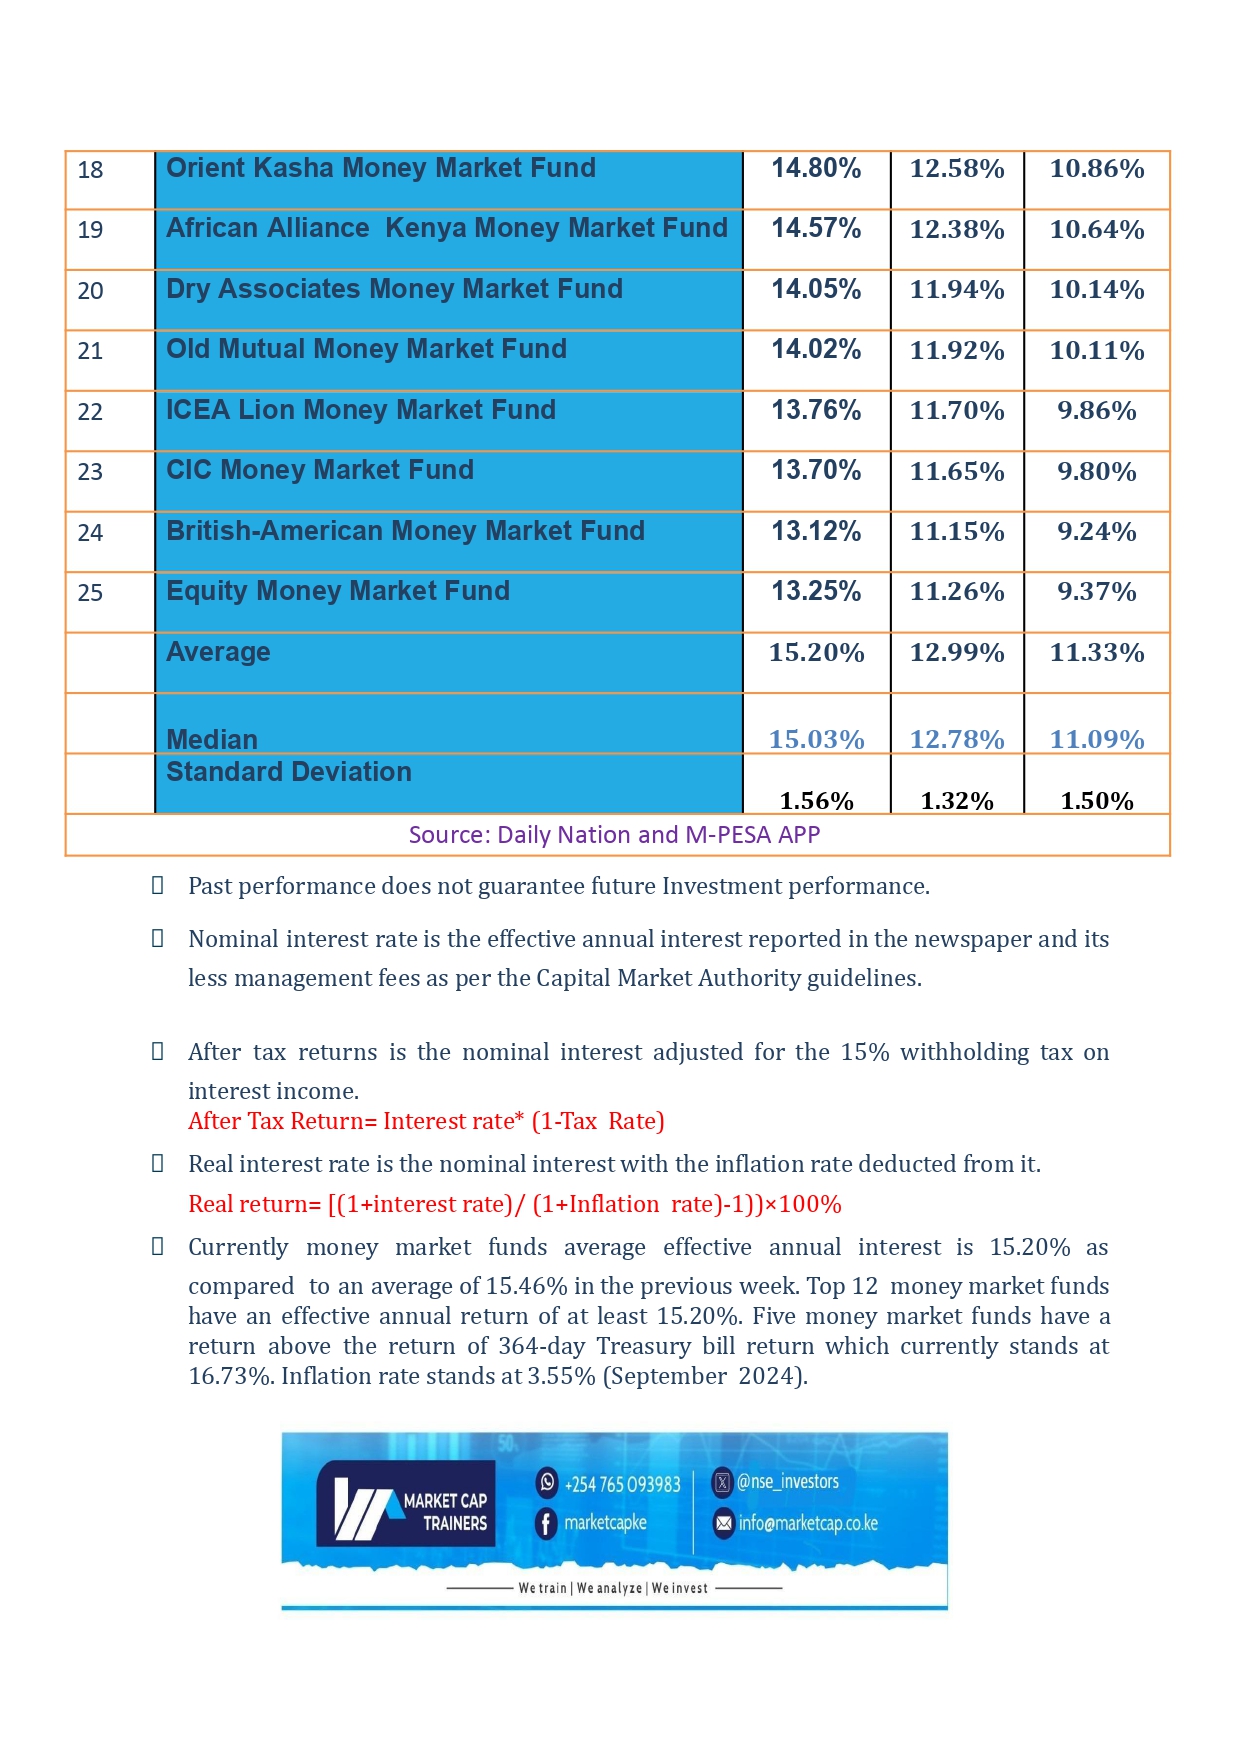 18 Orient Kasha Money Market Fund 14.80% 12.58% 10.86%
19 African Alliance Kenya Money Market Fund 14.57% 12.38% 10.64%
20 Dry Associates Money Market Fund 14.05% 11.94% 10.14%
21 Old Mutual Money Market Fund 14.02% 11.92% 10.11%
22 ICEA Lion Money Market Fund 13.76% 11.70% 9.86%
23 CIC Money Market Fund 13.70% 11.65% 9.80%
24 British-American Money Market Fund 13.12% 11.15% 9.24%
25 Equity Money Market Fund 13.25% 11.26% 9.37%
Average 15.20% 12.99% 11.33%
Median 15.03% 12.78% 11.09%
Standard Deviation 1.56% 1.32% 1.50%
Source: Daily Nation and M-PESA APP
Past performance does not guarantee future Investment performance.
Nominal interest rate is the effective annual interest reported in the newspaper and its
less management fees as per the Capital Market Authority guidelines.
After tax returns is the nominal interest adjusted for the 15% withholding tax on
interest income.
After Tax Return= Interest rate* (1-Tax Rate)
Real interest rate is the nominal interest with the inflation rate deducted from it.
Real return= [(1+interest rate)/ (1+Inflation rate)-1))×100%
Currently money market funds average effective annual interest is 15.20% as
compared to an average of 15.46% in the previous week. Top 12 money market funds
have an effective annual return of at least 15.20%. Five money market funds have a
return above the return of 364-day Treasury bill return which currently stands at
16.73%. Inflation rate stands at 3.55% (September 2024).
50%
MARKET CAP
TRAINERS
+254 765 093983
marketcapke
@nse_investors
info@marketcap.co.ke
We train | We analyze | We invest